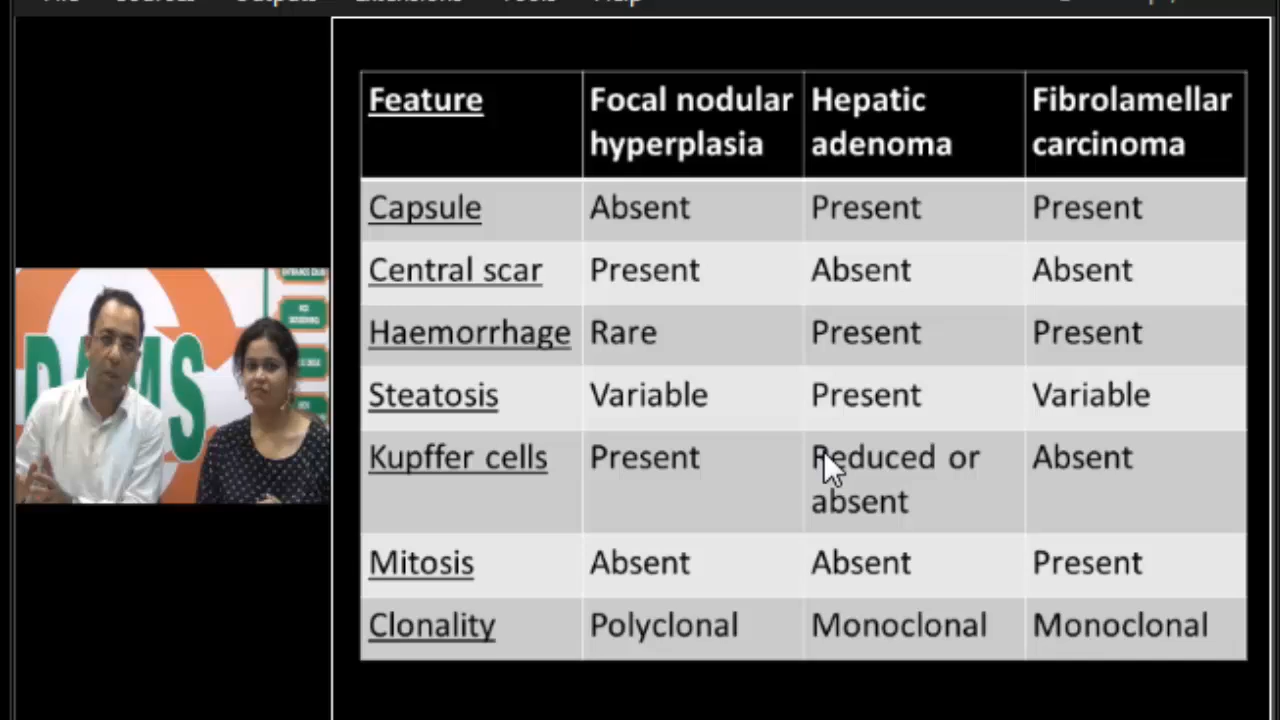 Feature Focal nodular hyperplasia Hepatic adenoma Fibrolamellar carcinoma
Capsule Absent Present Present
Central scar Present Absent Absent
Haemorrhage Rare Present Present
Steatosis Variable Present Variable
Kupffer cells Present Reduced or absent Absent
Mitosis Absent Absent Present
Clonality Polyclonal Monoclonal Monoclonal